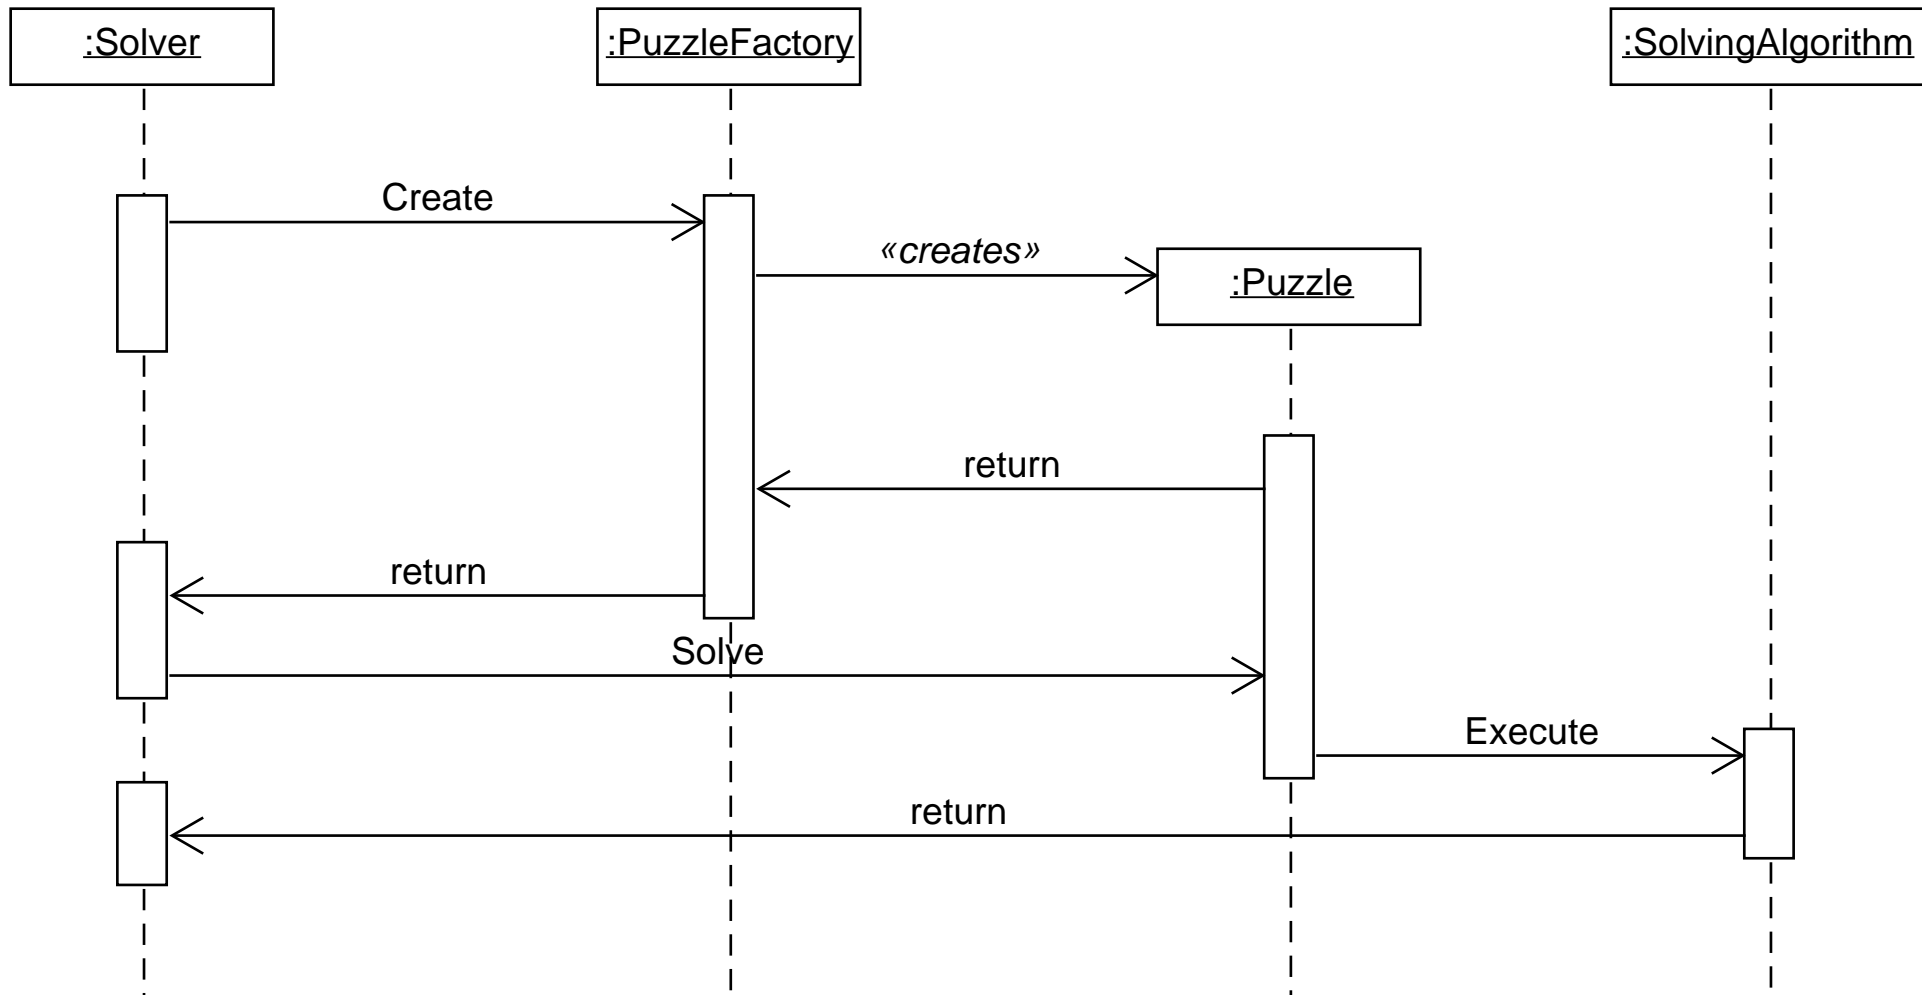 :Solver
:PuzzleFactory
:SolvingAlgorithm
Create
«creates»
:Puzzle
return
return
Solve
Execute
return